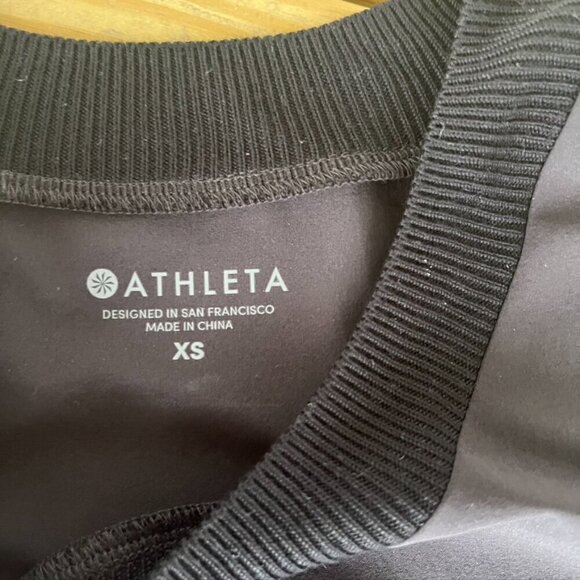 ATHLETA
DESIGNED IN SAN FRANCISCO
MADE IN CHINA
XS